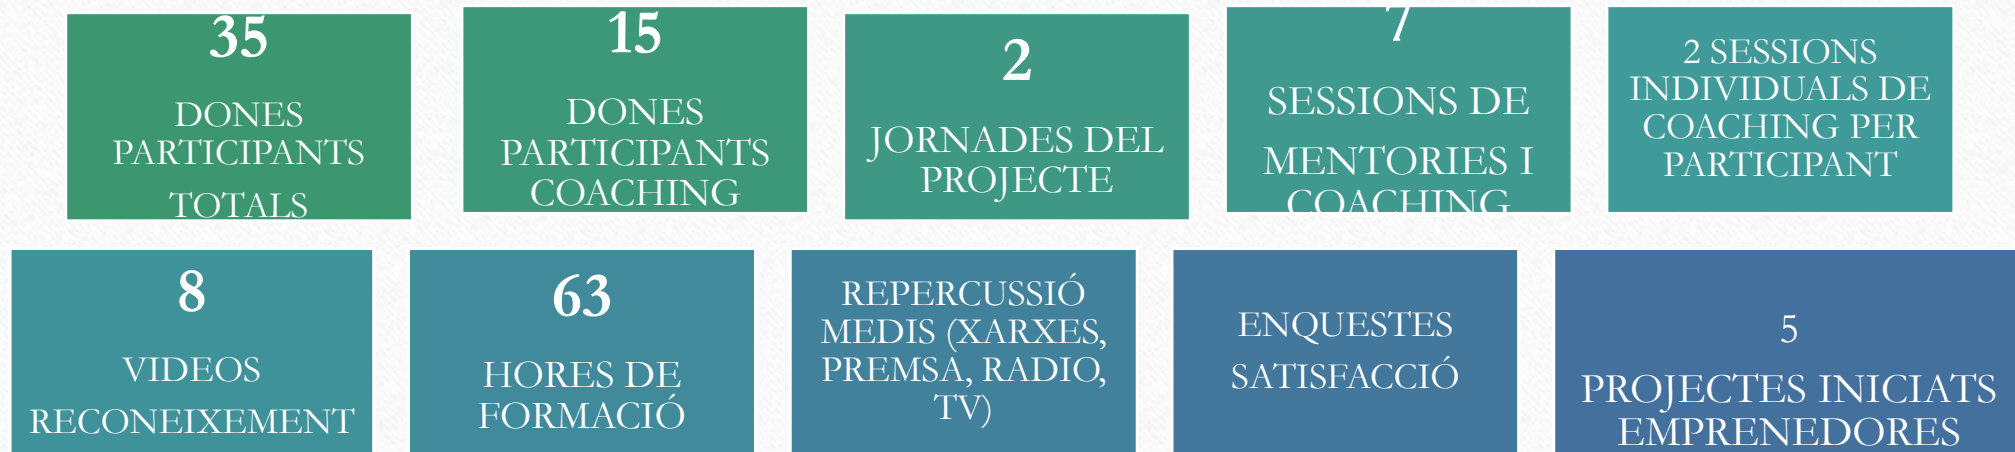 35
DONES
PARTICIPANTS
TOTALS
15
DONES
PARTICIPANTS
COACHING
2
JORNADES DEL
PROJECTE
7
SESSIONS DE
MENTORIES I
COACHING
2 SESSIONS
INDIVIDUALS DE
COACHING PER
PARTICIPANT
8
VIDEOS
RECONEIXEMENT
63
HORES DE
FORMACIÓ
REPERCUSSIÓ
MEDIS (XARXES,
PREMSA, RADIO,
TV)
ENQUESTES
SATISFACCIÓ
5
PROJECTES INICIATS
EMPRENEDORES